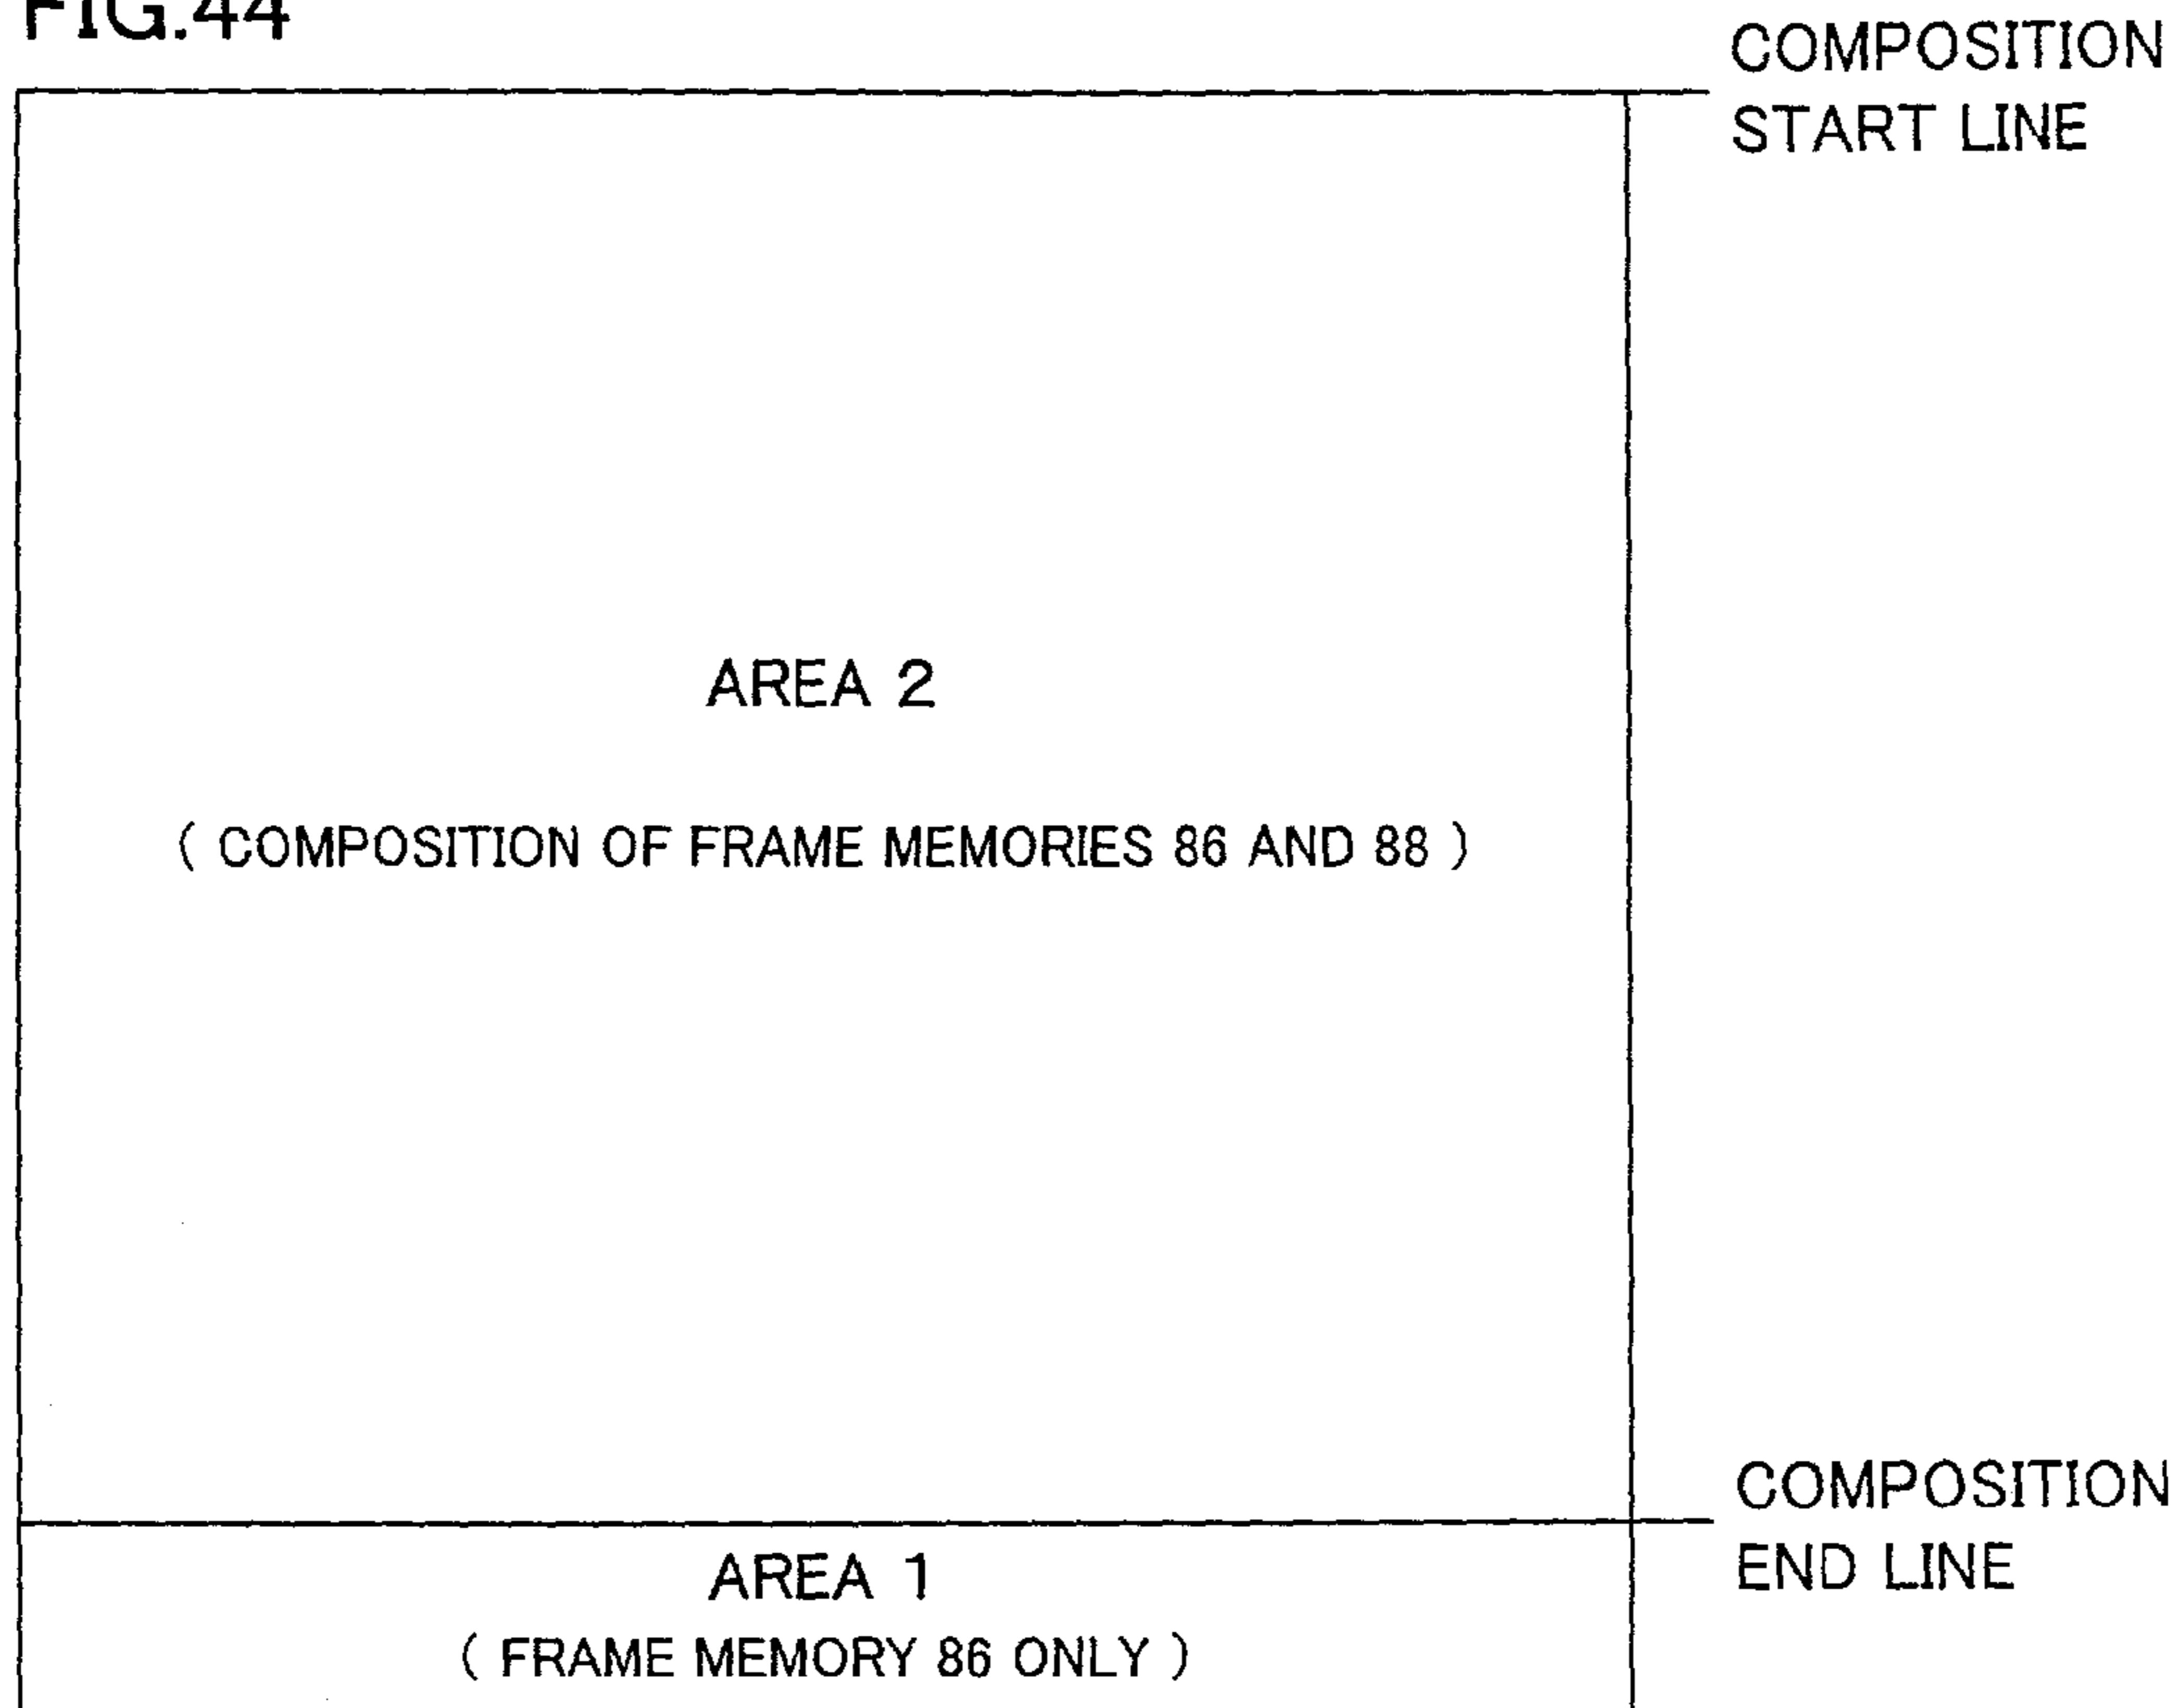 FIG.44
COMPOSITION
START LINE
AREA 2
( COMPOSITION OF FRAME MEMORIES 86 AND 88 )
COMPOSITION
END LINE
AREA 1
( FRAME MEMORY 86 ONLY )